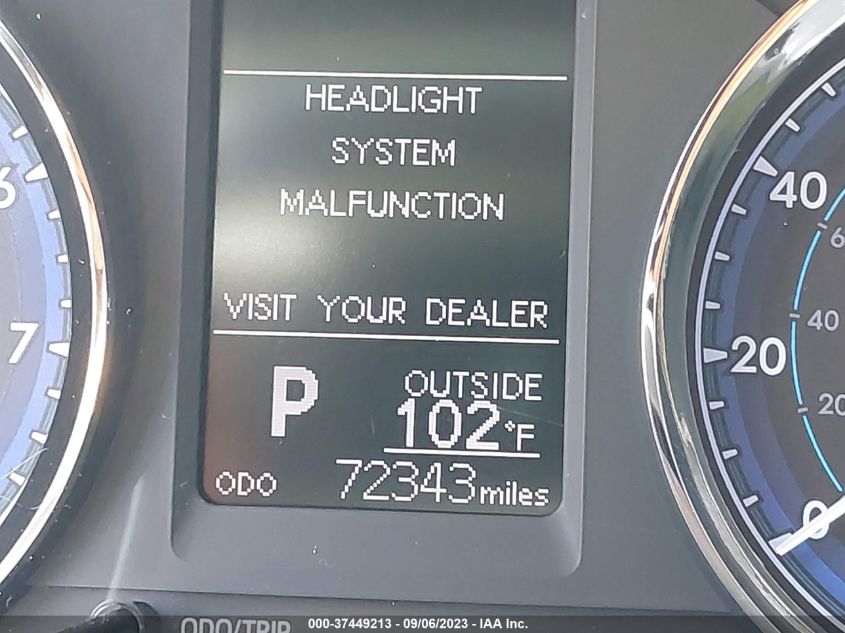 HEADLIGHT
SYSTEM
MALFUNCTION
VISIT YOUR DEALER
P
OUTSIDE
102°F
ODO 72343 miles
6
7
40
20
0
60
40
20
ODO/TRIP
000-37449213 - 09/06/2023 - IAA Inc.